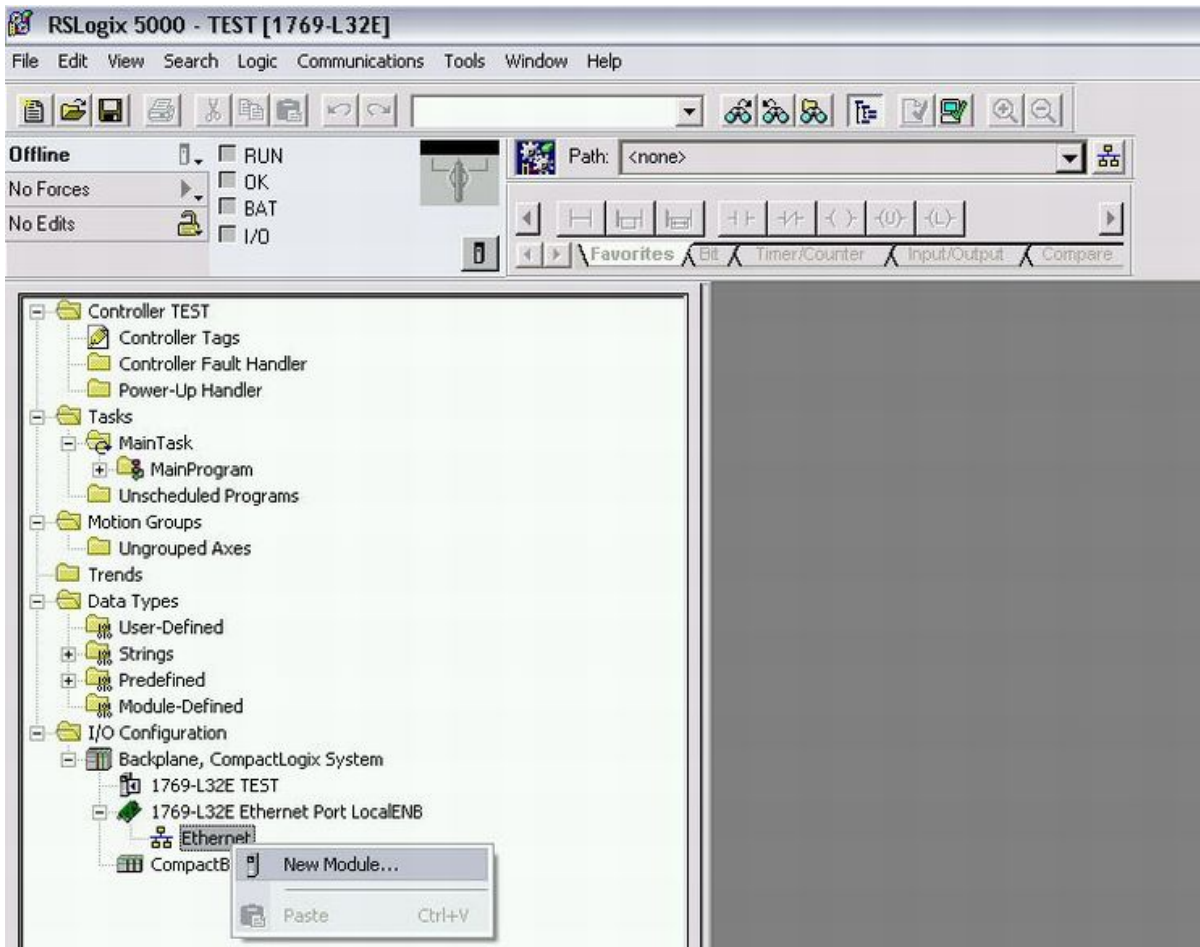 RSLogix 5000 - TEST [1769-L32E]
File Edit View Search Logic Communications Tools Window Help
Offline
RUN
No Forces
OK
BAT
No Edits
I/O
Path: <none>
Favorites Bit Timer/Counter Input/Output Compare
Controller TEST
Controller Tags
Controller Fault Handler
Power-Up Handler
Tasks
MainTask
MainProgram
Unscheduled Programs
Motion Groups
Ungrouped Axes
Trends
Data Types
User-Defined
Strings
Predefined
Module-Defined
I/O Configuration
Backplane, CompactLogix System
1769-L32E TEST
1769-L32E Ethernet Port LocalENB
Ethernet
CompactB
New Module...
Paste Ctrl+V